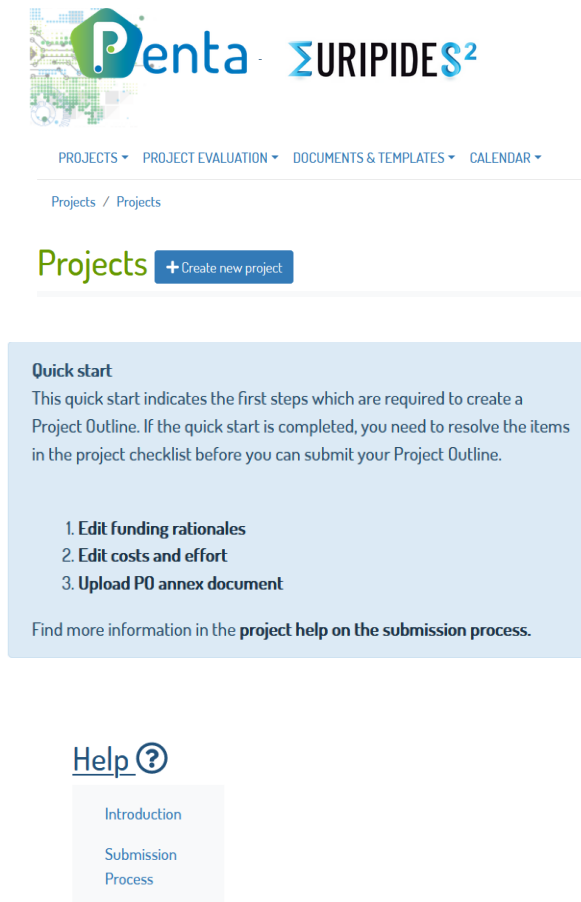 Penta - EURIPIDES²
PROJECTS PROJECT EVALUATION DOCUMENTS & TEMPLATES CALENDAR
Projects / Projects
Projects + Create new project
Quick start
This quick start indicates the first steps which are required to create a
Project Outline. If the quick start is completed, you need to resolve the items
in the project checklist before you can submit your Project Outline.
1. Edit funding rationales
2. Edit costs and effort
3. Upload PO annex document
Find more information in the project help on the submission process.
Help ?
Introduction
Submission
Process